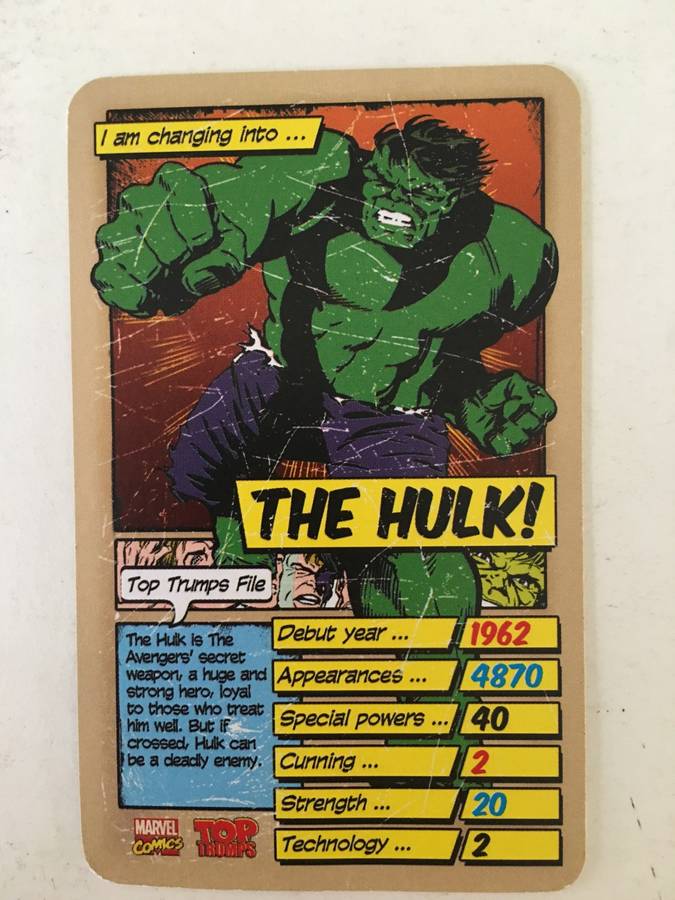 I am changing into ...
THE HULK!
Top Trumps File
The Hulk is The
Avengers' secret
weapon, a huge and
strong hero, loyal
to those who treat
him well. But if
crossed, Hulk can
be a deadly enemy.
Debut year ... 1962
Appearances ... 4870
Special powers ... 40
Cunning ... 2
Strength ... 20
Technology ... 2
MARVEL
COMICS
TOP
TRUMPS